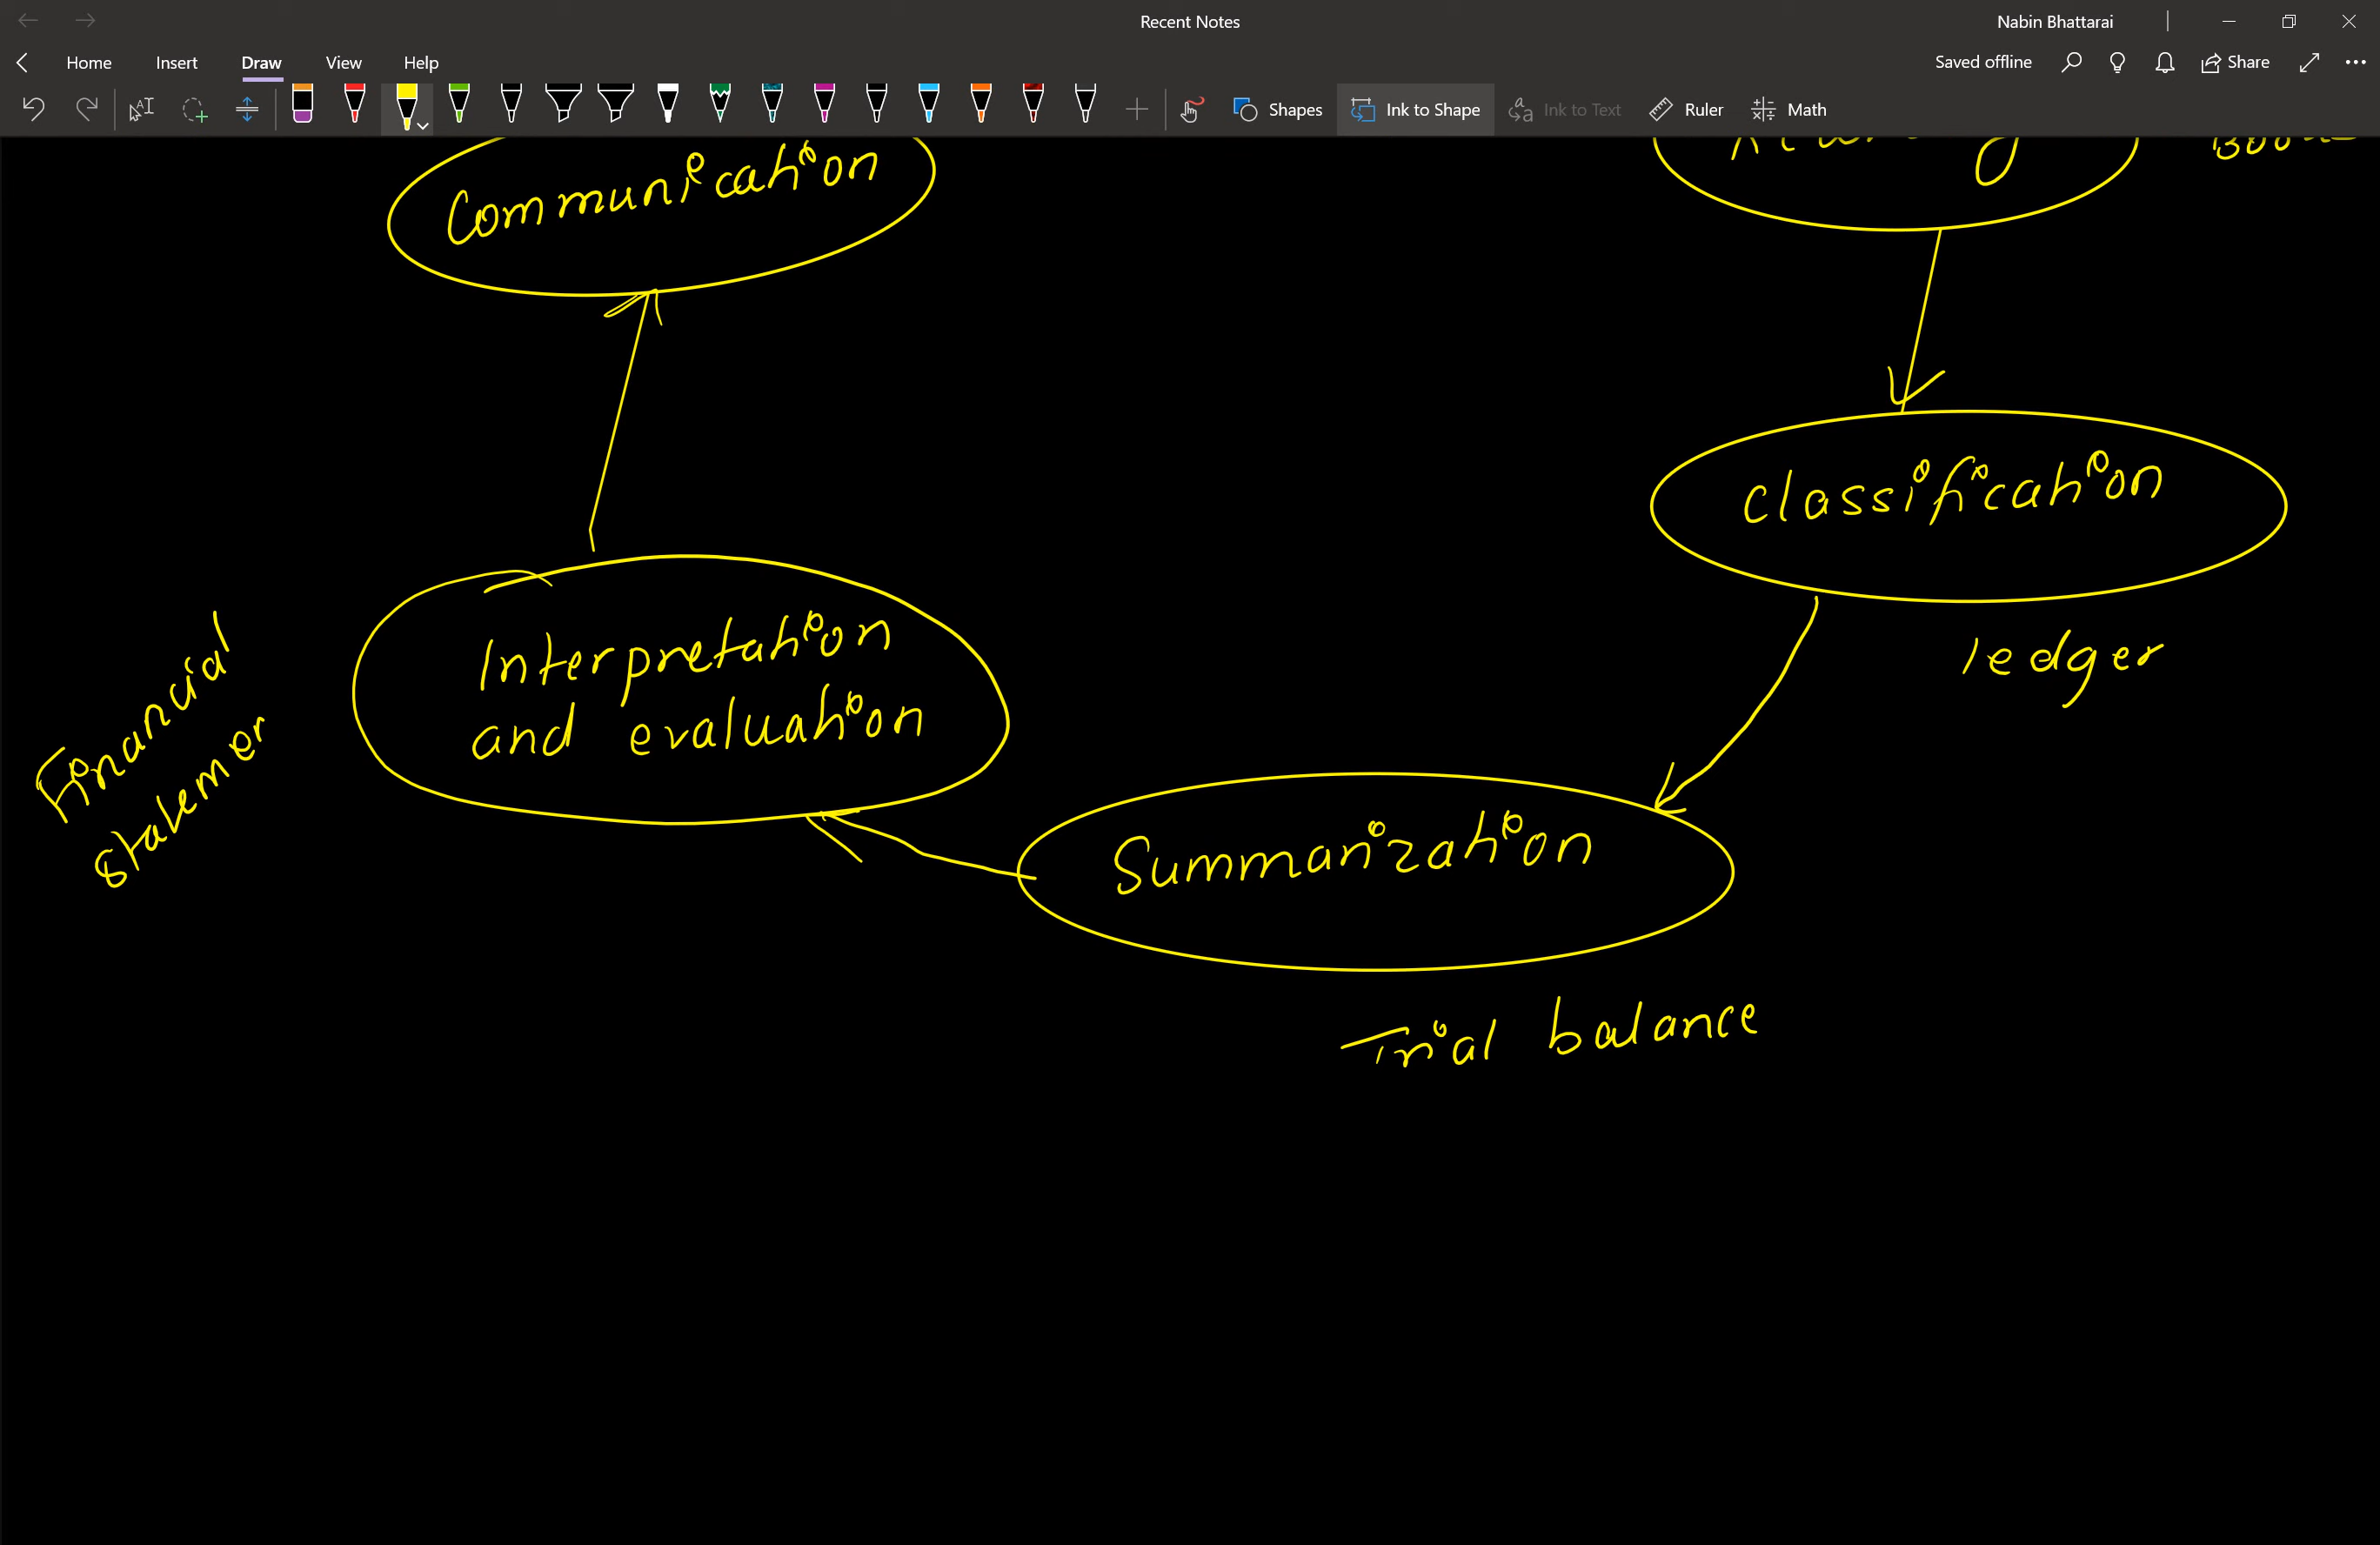 Recent Notes
Nabin Bhattarai
Home Insert Draw View Help
Saved offline
Share
Shapes
Ink to Shape
Ink to Text
Ruler
Math
Communication
Classification
ledger
Interpretation
and evaluation
Financial
Statemer
Summarization
Trial balance